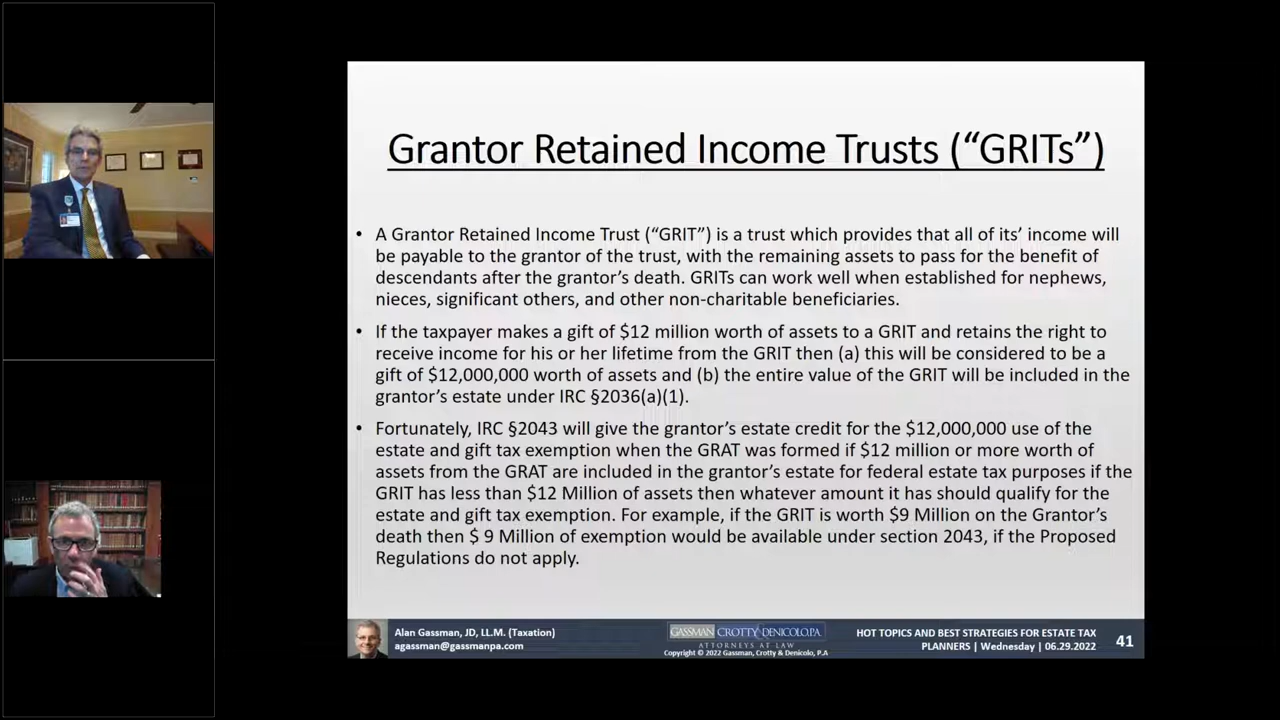 Grantor Retained Income Trusts (“GRITs”)
• A Grantor Retained Income Trust (“GRIT”) is a trust which provides that all of its’ income will
be payable to the grantor of the trust, with the remaining assets to pass for the benefit of
descendants after the grantor’s death. GRITs can work well when established for nephews,
nieces, significant others, and other non-charitable beneficiaries.
• If the taxpayer makes a gift of $12 million worth of assets to a GRIT and retains the right to
receive income for his or her lifetime from the GRIT then (a) this will be considered to be a
gift of $12,000,000 worth of assets and (b) the entire value of the GRIT will be included in the
grantor’s estate under IRC §2036(a)(1).
• Fortunately, IRC §2043 will give the grantor’s estate credit for the $12,000,000 use of the
estate and gift tax exemption when the GRAT was formed if $12 million or more worth of
assets from the GRAT are included in the grantor’s estate for federal estate tax purposes if the
GRIT has less than $12 Million of assets then whatever amount it has should qualify for the
estate and gift tax exemption. For example, if the GRIT is worth $9 Million on the Grantor’s
death then $ 9 Million of exemption would be available under section 2043, if the Proposed
Regulations do not apply.
Alan Gassman, JD, LL.M. (Taxation)
agassman@gassmanpa.com
GASSMAN CROTTY DENICOLO, P.A.
ATTORNEYS AT LAW
Copyright © 2022 Gassman, Crotty & Denicolo, P.A
HOT TOPICS AND BEST STRATEGIES FOR ESTATE TAX
PLANNERS | Wednesday | 06.29.2022
41